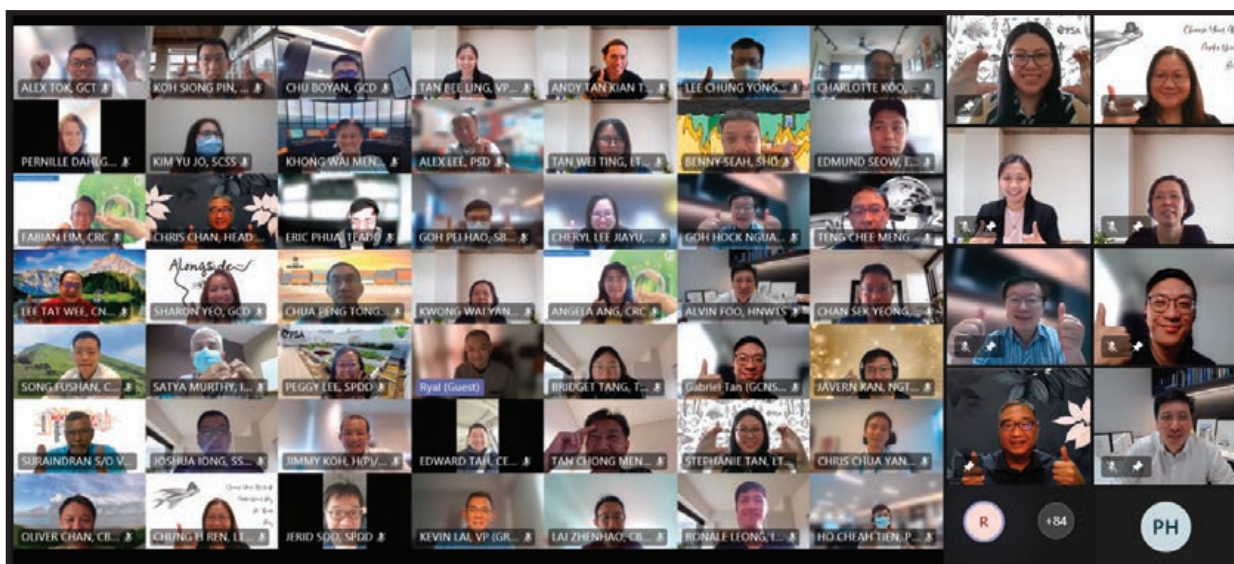 PSA
Choose Your At
ALEX TOK, GCT
KOH SIONG PIN, ...
CHU BOYAN, GCD
TAN BEE LING, VP...
ANDY TAN KIAN T...
LEE CHUNG YONG...
CHARLOTTE KOO, ...
PERNILLE DAHLG...
KIM YU JO, SCSS
KHONG WAI MEN...
ALEX LEE, PSD
TAN WEI TING, LT...
BENNY SEAH, SHO
EDMUND SEOW, E...
FABIAN LIM, CRC
CHRIS CHAN, HEAD ...
ERIC PHUA, TEADD
GOH PEI HAO, SB...
CHERYL LEE JIAYU, ...
GOH HOCK NGUA...
TENG CHEE MENG ...
Alongside
LEE TAT WEE, CN...
SHARON YEO, GCD
CHUA PENG TONG...
KWONG WAI YAN...
ANGELA ANG, CRC
ALVIN FOO, HNWTS
CHAN SEK YEONG, ...
PSA
SONG FUSHAN, C...
SATYA MURTHY, I...
PEGGY LEE, SPDD
Ryal (Guest)
BRIDGET TANG, T...
Gabriel Tan (GCNS...
JAVERN KAN, NGT...
SURAINDRAN S/O V...
JOSHUA IONG, SS...
JIMMY KOH, H(P)/...
EDWARD TAH, CE...
TAN CHONG MEN...
STEPHANIE TAN, LT...
CHRIS CHUA YAN...
OLIVER CHAN, CB...
CHUNG EI REN, LT...
JERID SOO, SPDD
KEVIN LAI, VP (GR...
LAI ZHENHAO, CB...
RONALE LEONG, I...
HO CHEAH TIEN, P...
R
+84
PH